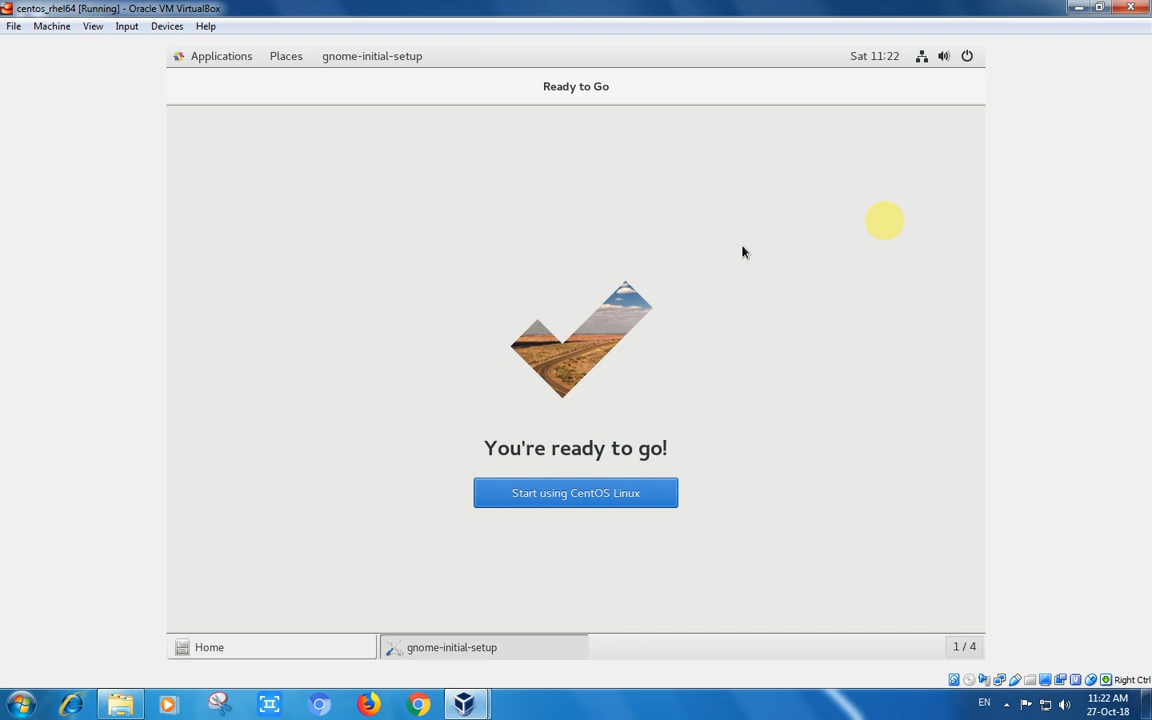 centos_rhel64 [Running] - Oracle VM VirtualBox
File Machine View Input Devices Help
Applications Places gnome-initial-setup Sat 11:22
Ready to Go
You're ready to go!
Start using CentOS Linux
Home gnome-initial-setup 1 / 4
Right Ctrl
EN 11:22 AM
27-Oct-18